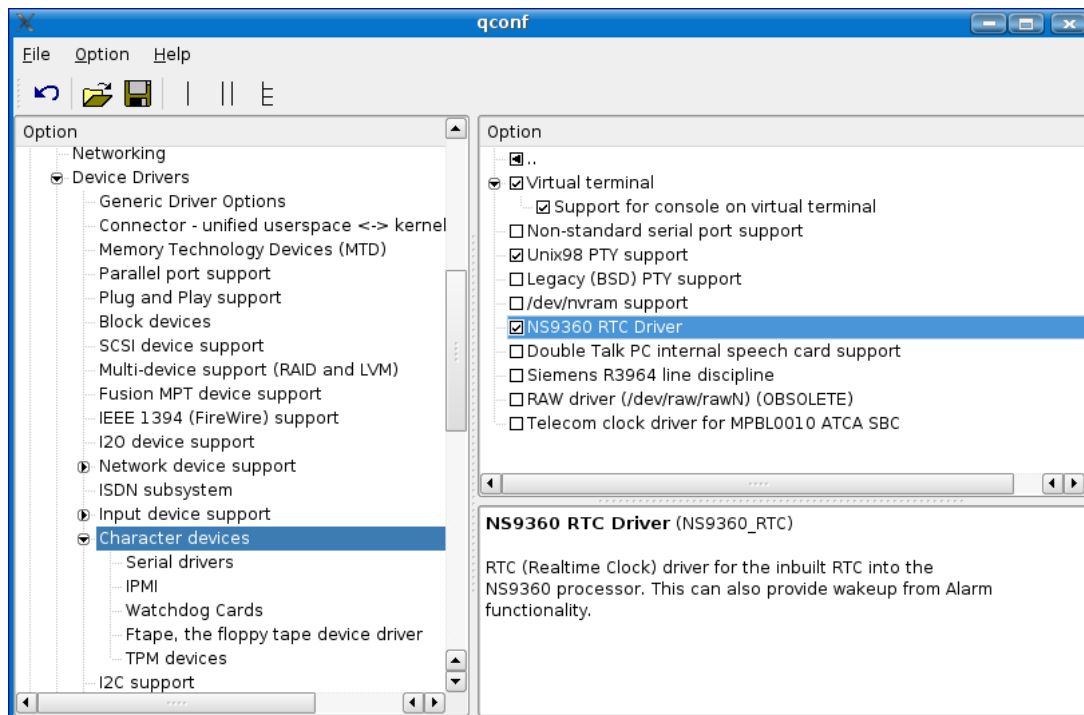 qconf
File Option Help
Option
Networking
Device Drivers
Generic Driver Options
Connector - unified userspace <-> kernel
Memory Technology Devices (MTD)
Parallel port support
Plug and Play support
Block devices
SCSI device support
Multi-device support (RAID and LVM)
Fusion MPT device support
IEEE 1394 (FireWire) support
I2O device support
Network device support
ISDN subsystem
Input device support
Character devices
Serial drivers
IPMI
Watchdog Cards
Ftape, the floppy tape device driver
TPM devices
I2C support
Option
..
Virtual terminal
Support for console on virtual terminal
Non-standard serial port support
Unix98 PTY support
Legacy (BSD) PTY support
/dev/nvram support
NS9360 RTC Driver
Double Talk PC internal speech card support
Siemens R3964 line discipline
RAW driver (/dev/raw/rawN) (OBSOLETE)
Telecom clock driver for MPBL0010 ATCA SBC
NS9360 RTC Driver (NS9360_RTC)
RTC (Realtime Clock) driver for the inbuilt RTC into the
NS9360 processor. This can also provide wakeup from Alarm
functionality.